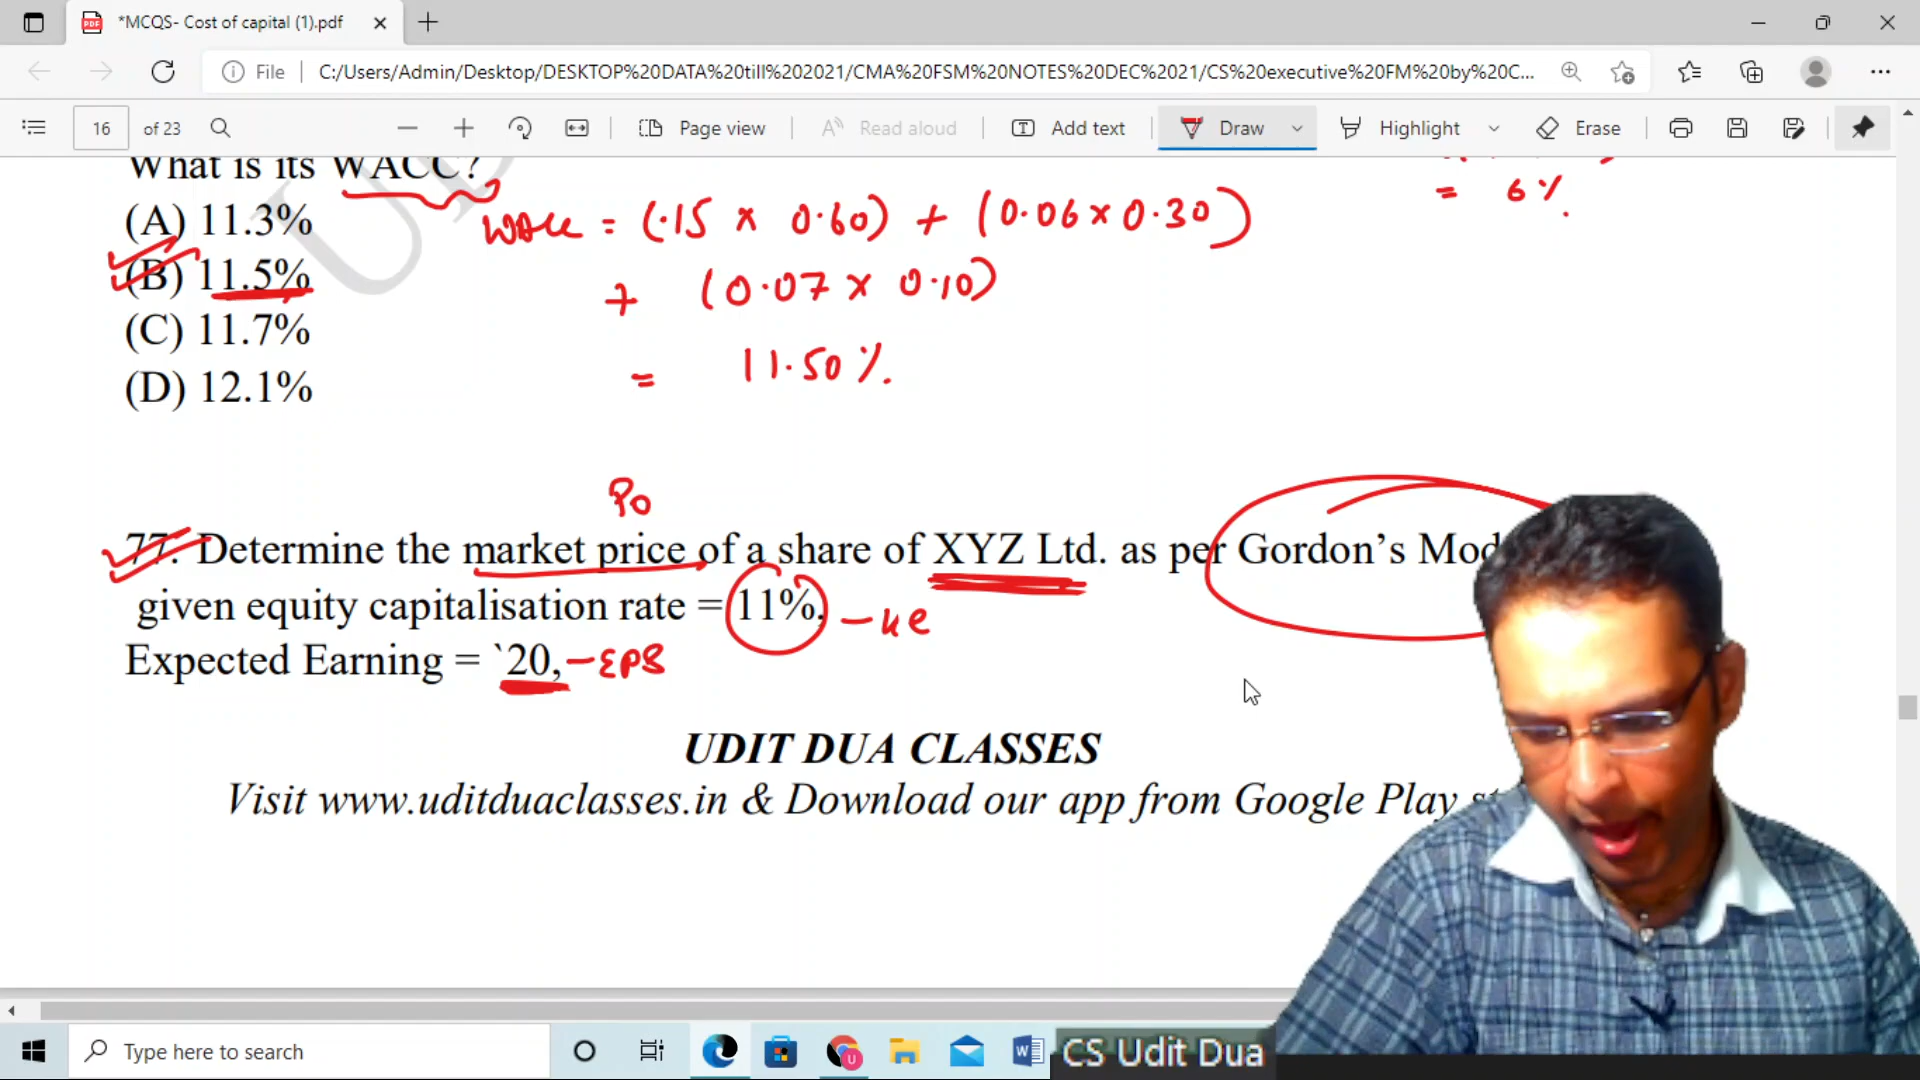 *MCQS- Cost of capital (1).pdf
File
C:/Users/Admin/Desktop/DESKTOP%20DATA%20till%202021/CMA%20FSM%20NOTES%20DEC%2021/CS%20executive%20FM%20by%20C...
16 of 23
Page view
Read aloud
Add text
Draw
Highlight
Erase
What is its WACC?
= 6%.
(A) 11.3%
WACC = (.15 × 0.60) + (0.06 × 0.30)
(B) 11.5%
+ (0.07 × 0.10)
(C) 11.7%
= 11.50%.
(D) 12.1%
P0
77. Determine the market price of a share of XYZ Ltd. as per Gordon's Mod
given equity capitalisation rate = 11%. – ke
Expected Earning = `20, – EPS
UDIT DUA CLASSES
Visit www.uditduaclasses.in & Download our app from Google Play st
Type here to search
CS Udit Dua